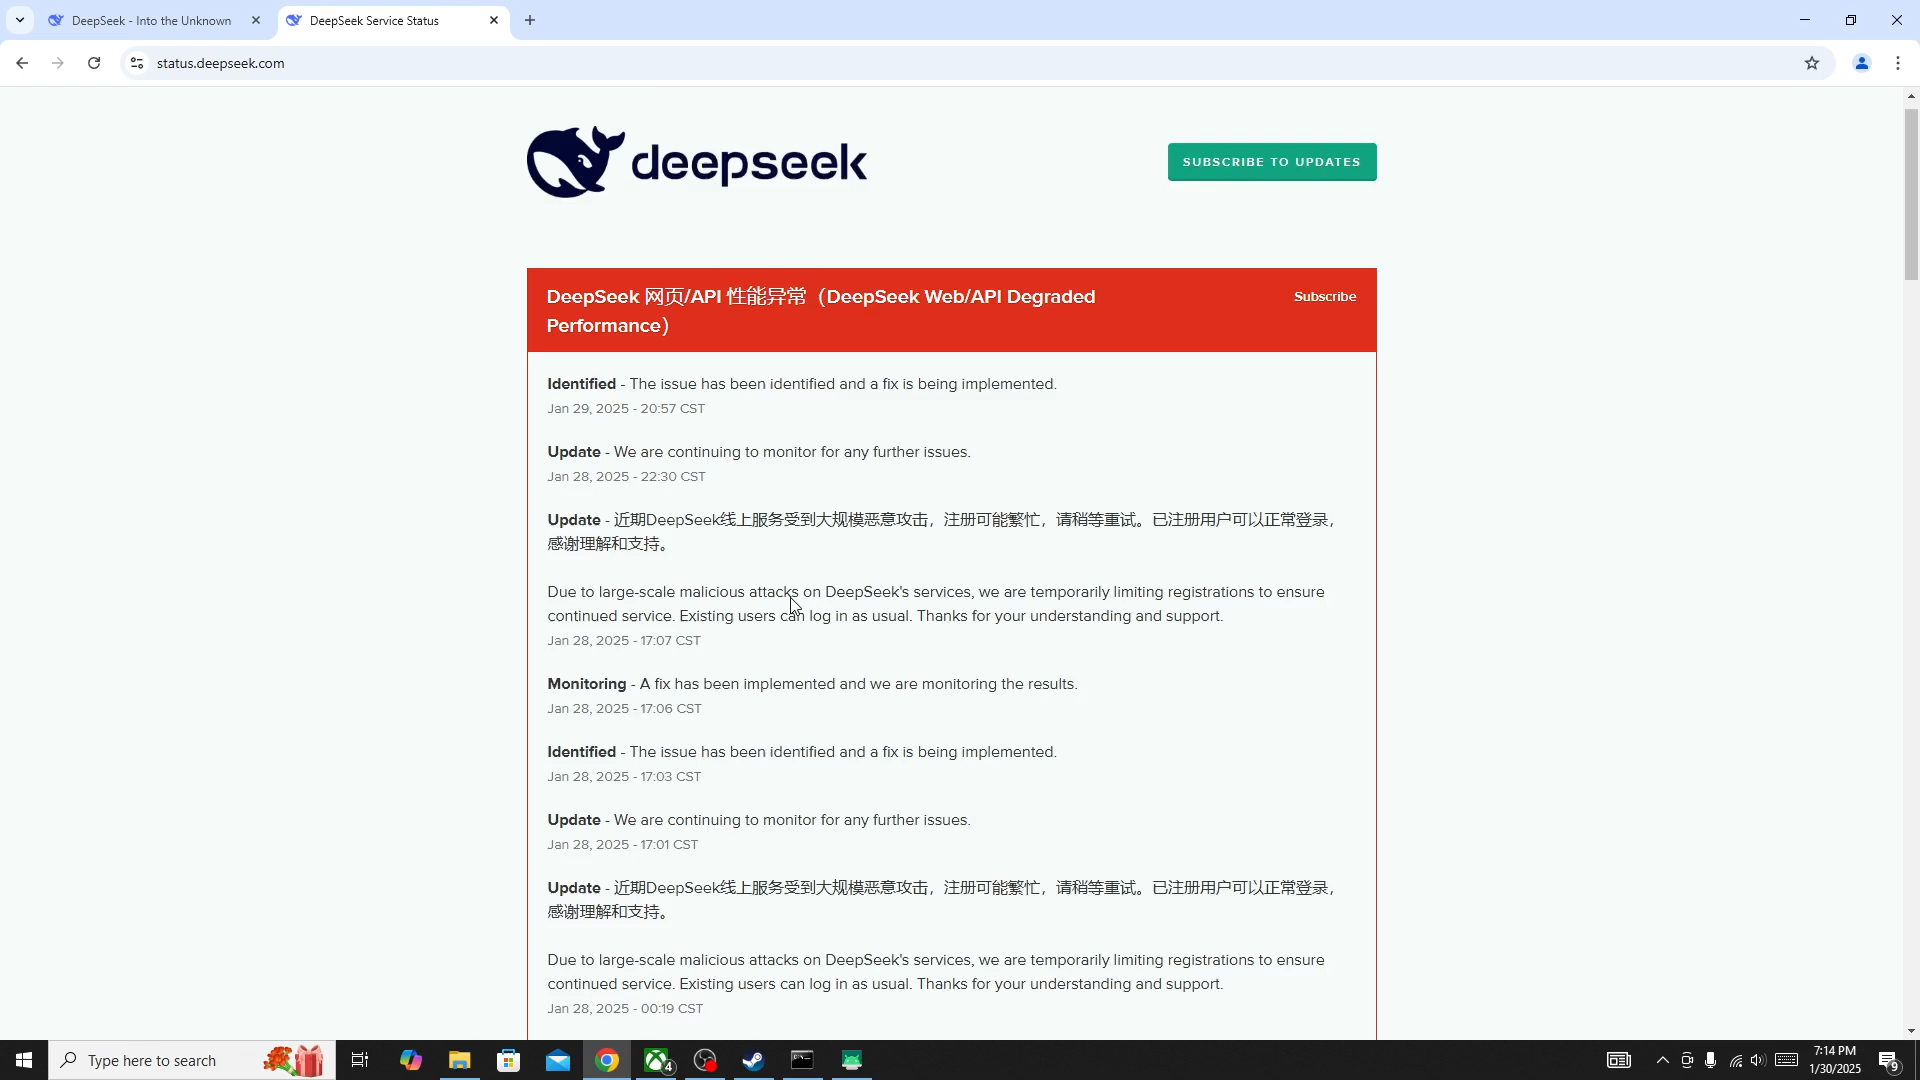 DeepSeek - Into the Unknown
DeepSeek Service Status
status.deepseek.com
deepseek
SUBSCRIBE TO UPDATES
DeepSeek 网页/API 性能异常（DeepSeek Web/API Degraded
Performance）
Subscribe
Identified - The issue has been identified and a fix is being implemented.
Jan 29, 2025 - 20:57 CST
Update - We are continuing to monitor for any further issues.
Jan 28, 2025 - 22:30 CST
Update - 近期DeepSeek线上服务受到大规模恶意攻击，注册可能繁忙，请稍等重试。已注册用户可以正常登录，
感谢理解和支持。
Due to large-scale malicious attacks on DeepSeek's services, we are temporarily limiting registrations to ensure
continued service. Existing users can log in as usual. Thanks for your understanding and support.
Jan 28, 2025 - 17:07 CST
Monitoring - A fix has been implemented and we are monitoring the results.
Jan 28, 2025 - 17:06 CST
Identified - The issue has been identified and a fix is being implemented.
Jan 28, 2025 - 17:03 CST
Update - We are continuing to monitor for any further issues.
Jan 28, 2025 - 17:01 CST
Update - 近期DeepSeek线上服务受到大规模恶意攻击，注册可能繁忙，请稍等重试。已注册用户可以正常登录，
感谢理解和支持。
Due to large-scale malicious attacks on DeepSeek's services, we are temporarily limiting registrations to ensure
continued service. Existing users can log in as usual. Thanks for your understanding and support.
Jan 28, 2025 - 00:19 CST
Type here to search
4
7:14 PM
1/30/2025
9